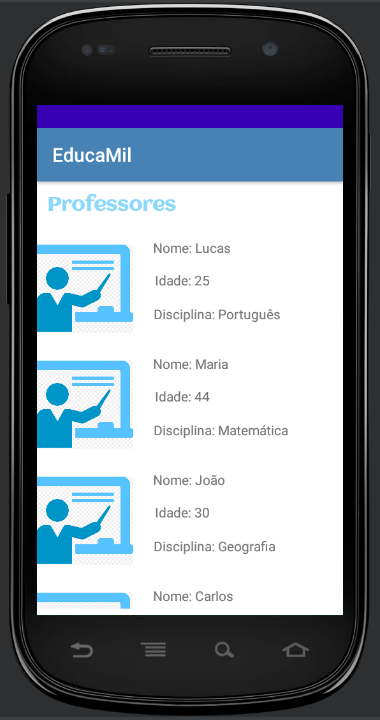 EducaMil
Professores
Nome: Lucas
Idade: 25
Disciplina: Português
Nome: Maria
Idade: 44
Disciplina: Matemática
Nome: João
Idade: 30
Disciplina: Geografia
Nome: Carlos